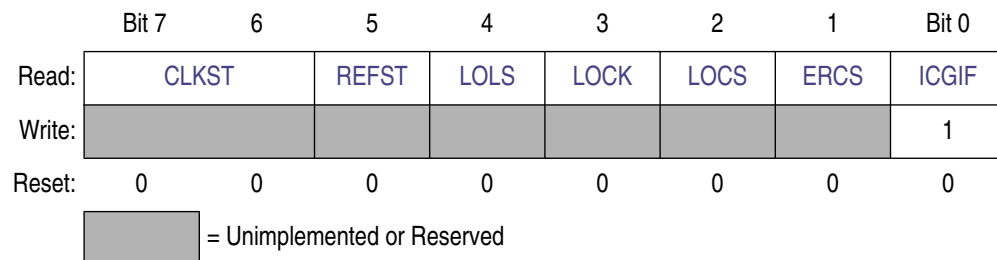 Bit 7 6 5 4 3 2 1 Bit 0
Read: CLKST REFST LOLS LOCK LOCS ERCS ICGIF
Write: 1
Reset: 0 0 0 0 0 0 0 0
= Unimplemented or Reserved